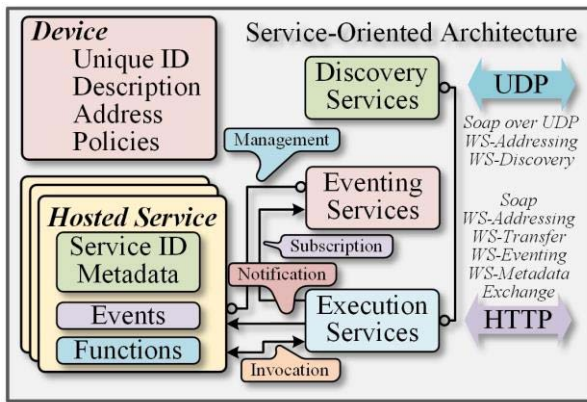 Service-Oriented Architecture
Device
Unique ID
Description
Address
Policies
Discovery
Services
UDP
Soap over UDP
WS-Addressing
WS-Discovery
Management
Eventing
Services
Subscription
Notification
Hosted Service
Service ID
Metadata
Events
Functions
Execution
Services
Invocation
Soap
WS-Addressing
WS-Transfer
WS-Eventing
WS-Metadata
Exchange
HTTP